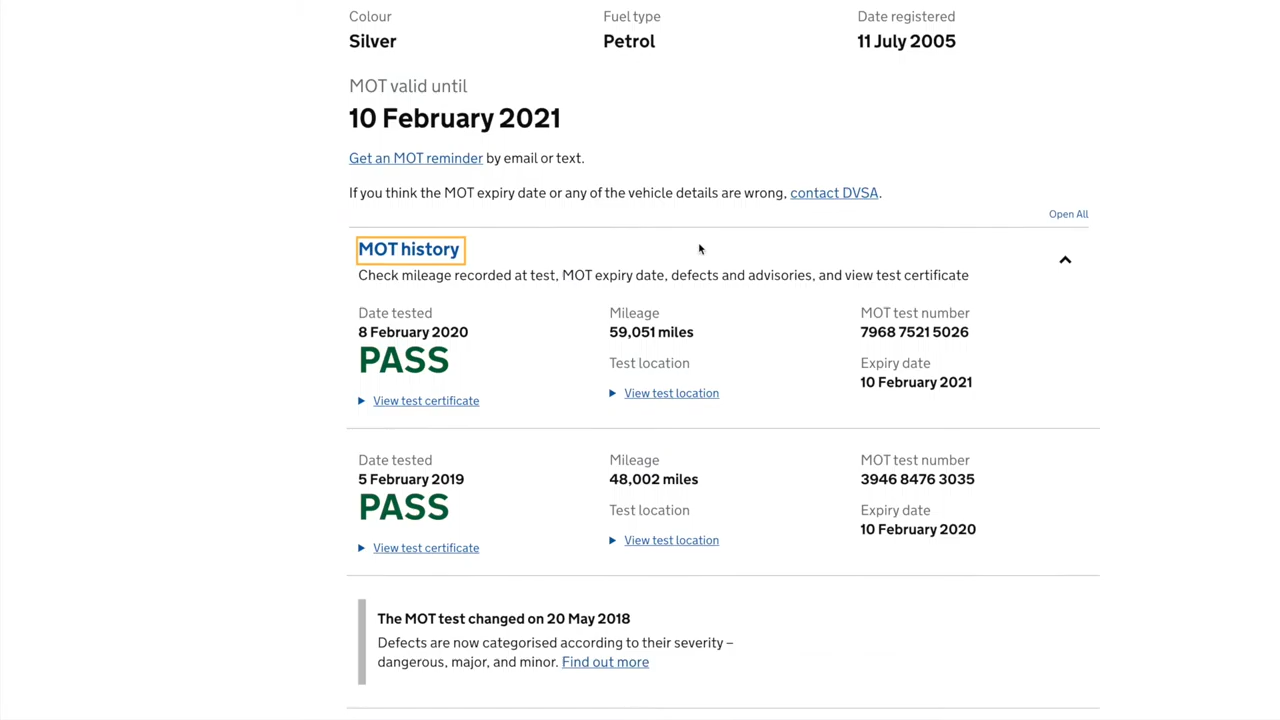 Colour
Fuel type
Date registered
Silver
Petrol
11 July 2005
MOT valid until
10 February 2021
Get an MOT reminder by email or text.
If you think the MOT expiry date or any of the vehicle details are wrong, contact DVSA.
Open All
MOT history
Check mileage recorded at test, MOT expiry date, defects and advisories, and view test certificate
Date tested
8 February 2020
PASS
View test certificate
Mileage
59,051 miles
Test location
View test location
MOT test number
7968 7521 5026
Expiry date
10 February 2021
Date tested
5 February 2019
PASS
View test certificate
Mileage
48,002 miles
Test location
View test location
MOT test number
3946 8476 3035
Expiry date
10 February 2020
The MOT test changed on 20 May 2018
Defects are now categorised according to their severity –
dangerous, major, and minor. Find out more